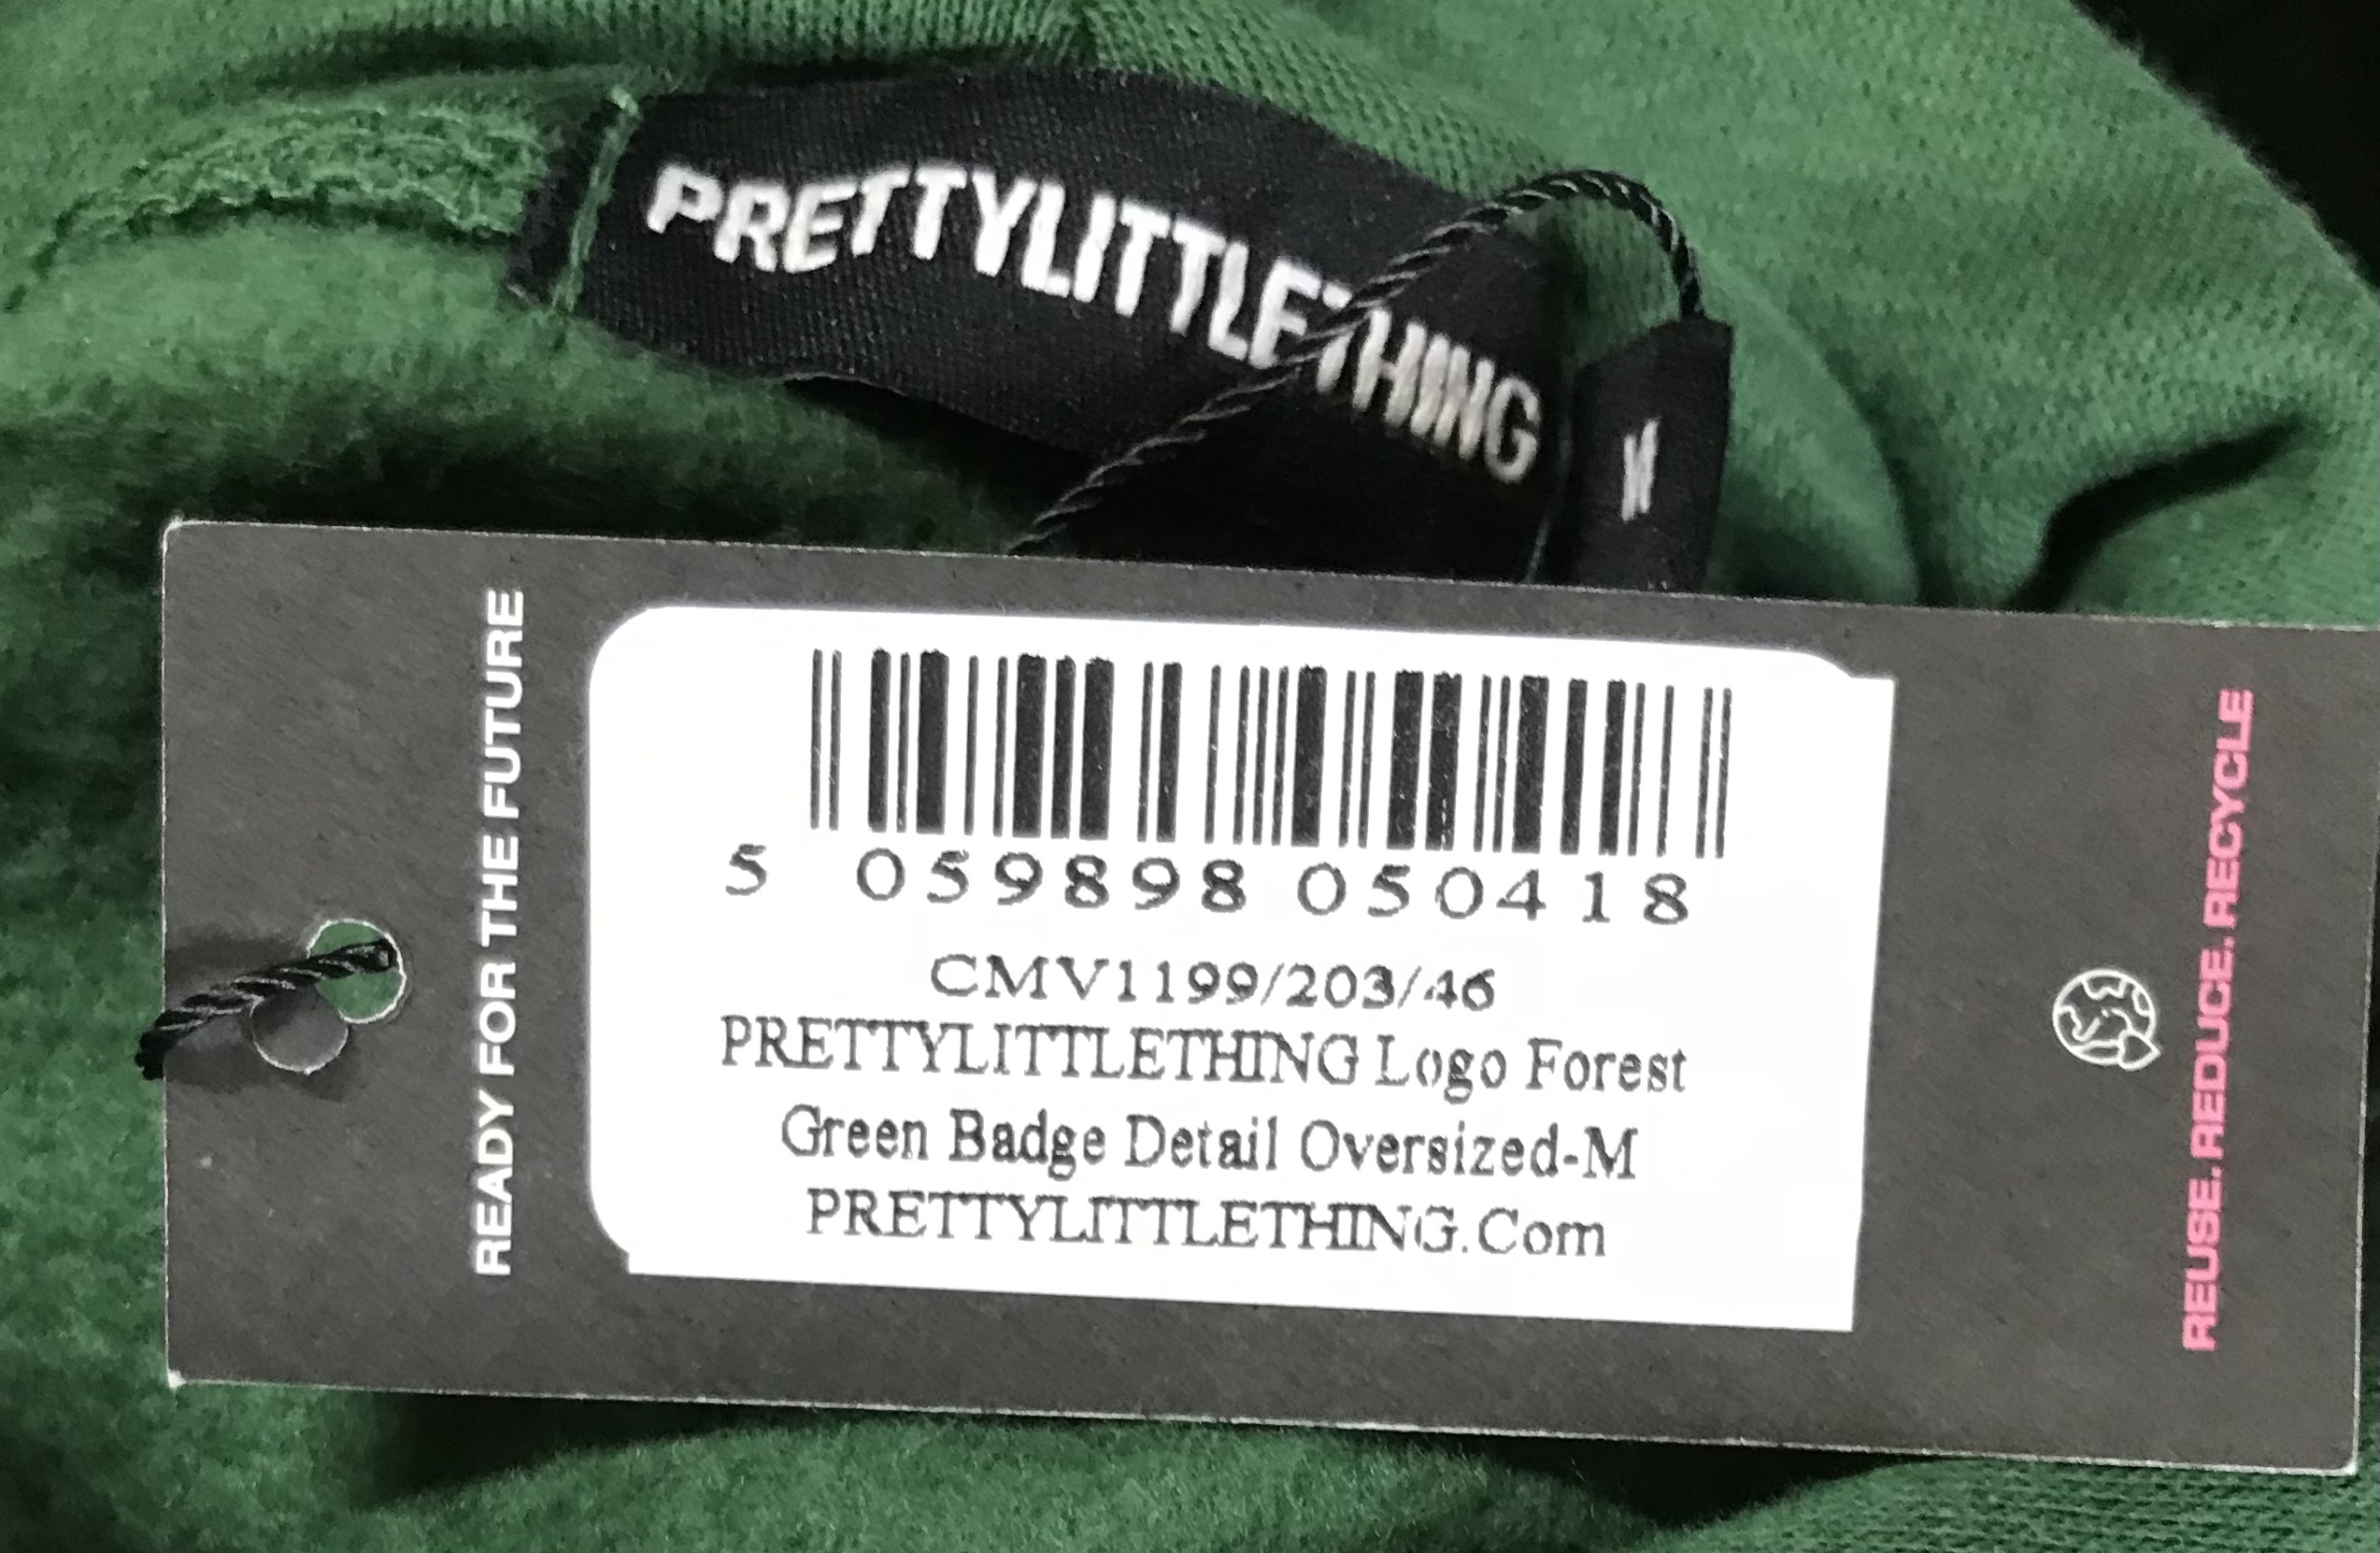 PRETTYLITTLETHING
M
READY FOR THE FUTURE
5 059898 050418
CMV1199/203/46
PRETTYLITTLETHING Logo Forest
Green Badge Detail Oversized-M
PRETTYLITTLETHING.Com
REUSE. REDUCE. RECYCLE